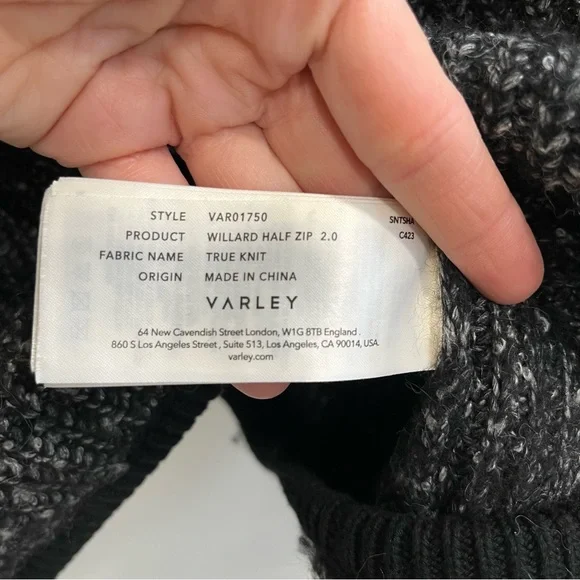 STYLE VAR01750
PRODUCT WILLARD HALF ZIP 2.0
FABRIC NAME TRUE KNIT
ORIGIN MADE IN CHINA
SNTSHA
C423
VARLEY
64 New Cavendish Street London, W1G 8TB England.
860 S Los Angeles Street, Suite 513, Los Angeles, CA 90014, USA.
varley.com